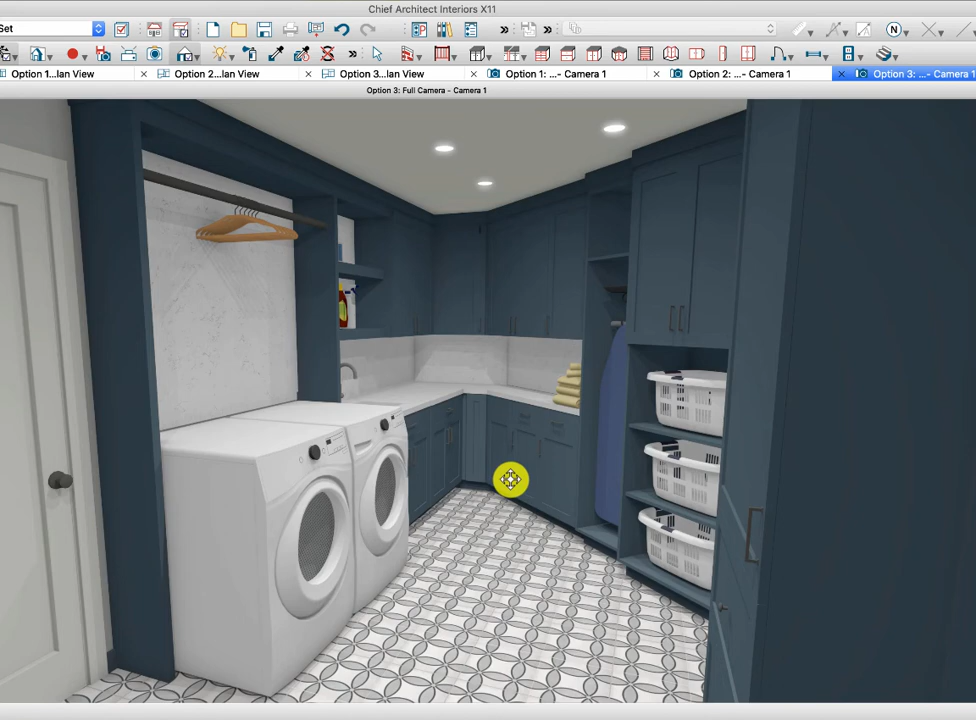 Chief Architect Interiors X11
Set
N
Option 1:...lan View
Option 2...lan View
Option 3...lan View
Option 1: ...- Camera 1
Option 2: ...- Camera 1
Option 3: ...- Camera 1
Option 3: Full Camera - Camera 1